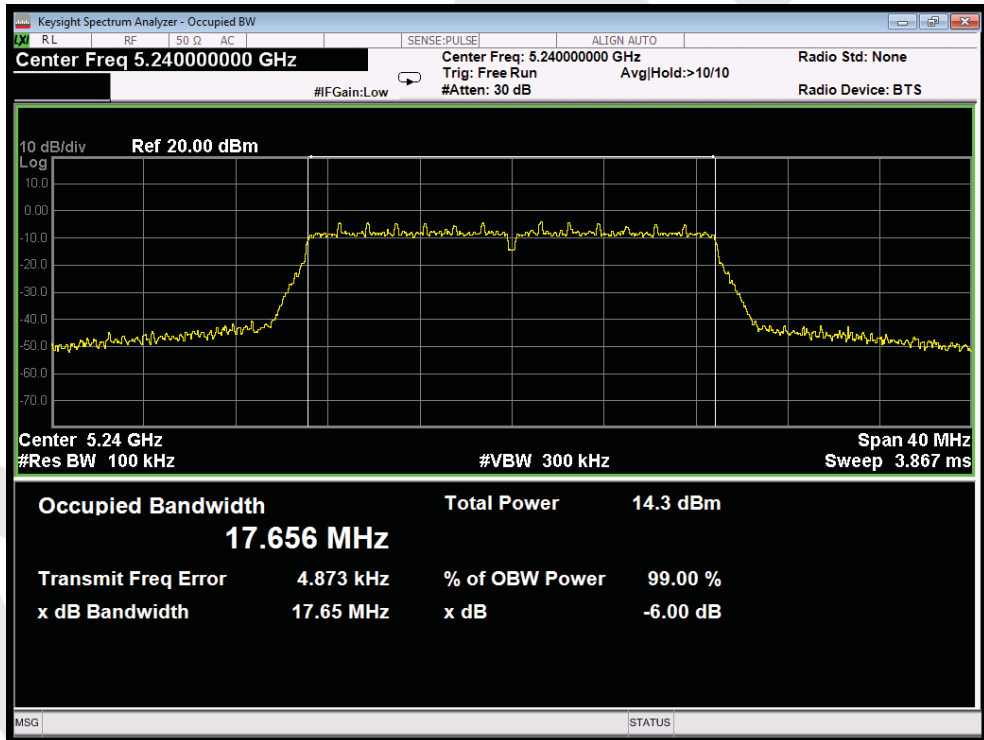 Keysight Spectrum Analyzer - Occupied BW
LXI RL RF 50 Ω AC SENSE:PULSE ALIGN AUTO
Center Freq 5.240000000 GHz
Center Freq: 5.240000000 GHz Radio Std: None
Trig: Free Run Avg|Hold:>10/10
#IFGain:Low #Atten: 30 dB Radio Device: BTS
10 dB/div Ref 20.00 dBm
Log
10.0
0.00
-10.0
-20.0
-30.0
-40.0
-50.0
-60.0
-70.0
Center 5.24 GHz Span 40 MHz
#Res BW 100 kHz #VBW 300 kHz Sweep 3.867 ms
Occupied Bandwidth Total Power 14.3 dBm
17.656 MHz
Transmit Freq Error 4.873 kHz % of OBW Power 99.00 %
x dB Bandwidth 17.65 MHz x dB -6.00 dB
MSG STATUS